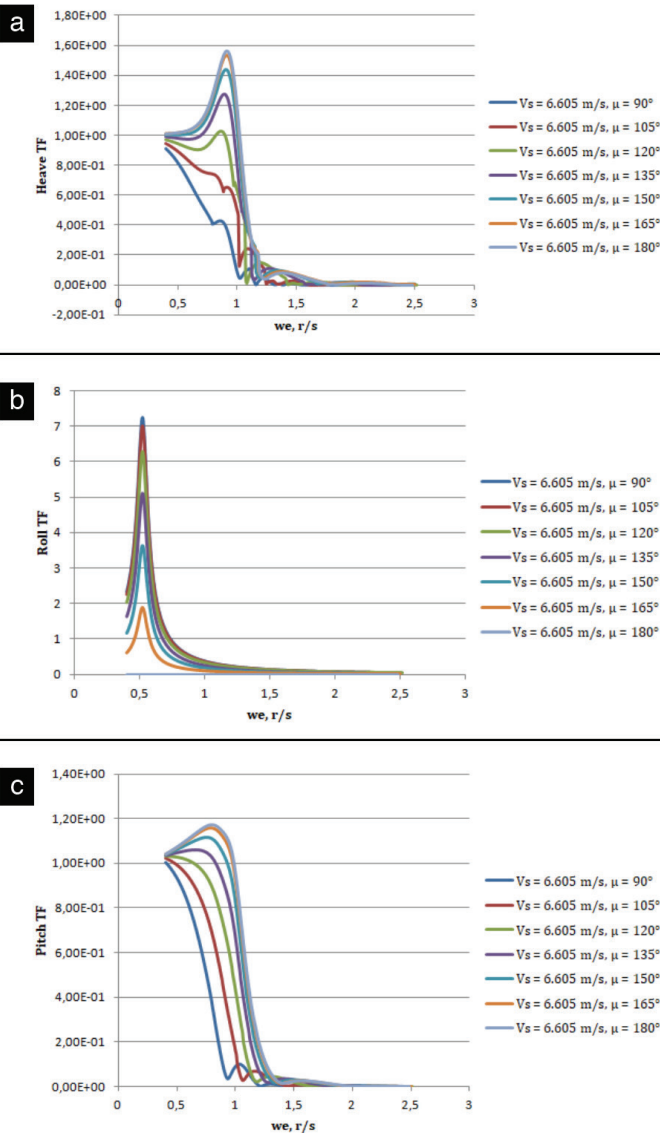 a
1,80E+00
1,60E+00
1,40E+00
1,20E+00
1,00E+00
8,00E-01
6,00E-01
4,00E-01
2,00E-01
0,00E+00
-2,00E-01
Heave TF
0 0,5 1 1,5 2 2,5 3
we, r/s
Vs = 6.605 m/s, μ = 90°
Vs = 6.605 m/s, μ = 105°
Vs = 6.605 m/s, μ = 120°
Vs = 6.605 m/s, μ = 135°
Vs = 6.605 m/s, μ = 150°
Vs = 6.605 m/s, μ = 165°
Vs = 6.605 m/s, μ = 180°
b
8
7
6
5
4
3
2
1
0
Roll TF
0 0,5 1 1,5 2 2,5 3
we, r/s
Vs = 6.605 m/s, μ = 90°
Vs = 6.605 m/s, μ = 105°
Vs = 6.605 m/s, μ = 120°
Vs = 6.605 m/s, μ = 135°
Vs = 6.605 m/s, μ = 150°
Vs = 6.605 m/s, μ = 165°
Vs = 6.605 m/s, μ = 180°
c
1,40E+00
1,20E+00
1,00E+00
8,00E-01
6,00E-01
4,00E-01
2,00E-01
0,00E+00
Pitch TF
0 0,5 1 1,5 2 2,5 3
we, r/s
Vs = 6.605 m/s, μ = 90°
Vs = 6.605 m/s, μ = 105°
Vs = 6.605 m/s, μ = 120°
Vs = 6.605 m/s, μ = 135°
Vs = 6.605 m/s, μ = 150°
Vs = 6.605 m/s, μ = 165°
Vs = 6.605 m/s, μ = 180°